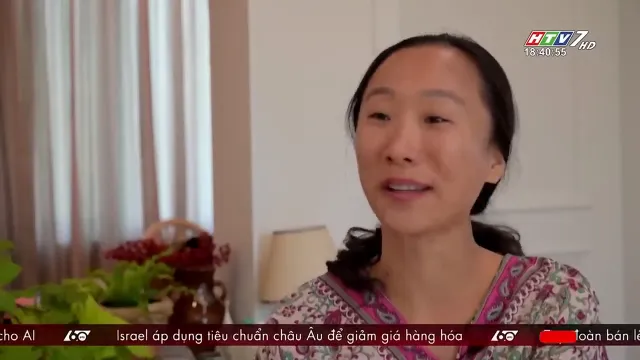 HTV7 HD
18:40:55
cho AI 60 Israel áp dụng tiêu chuẩn châu Âu để giảm giá hàng hóa 60 đoàn bán lẻ